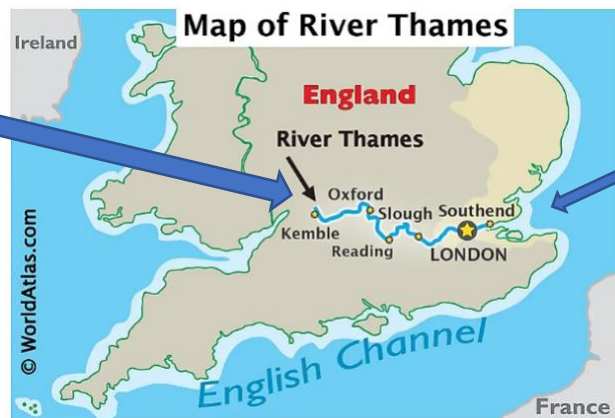 Map of River Thames
Ireland
England
River Thames
Oxford
Slough
Southend
Kemble
Reading
LONDON
© WorldAtlas.com
English Channel
France